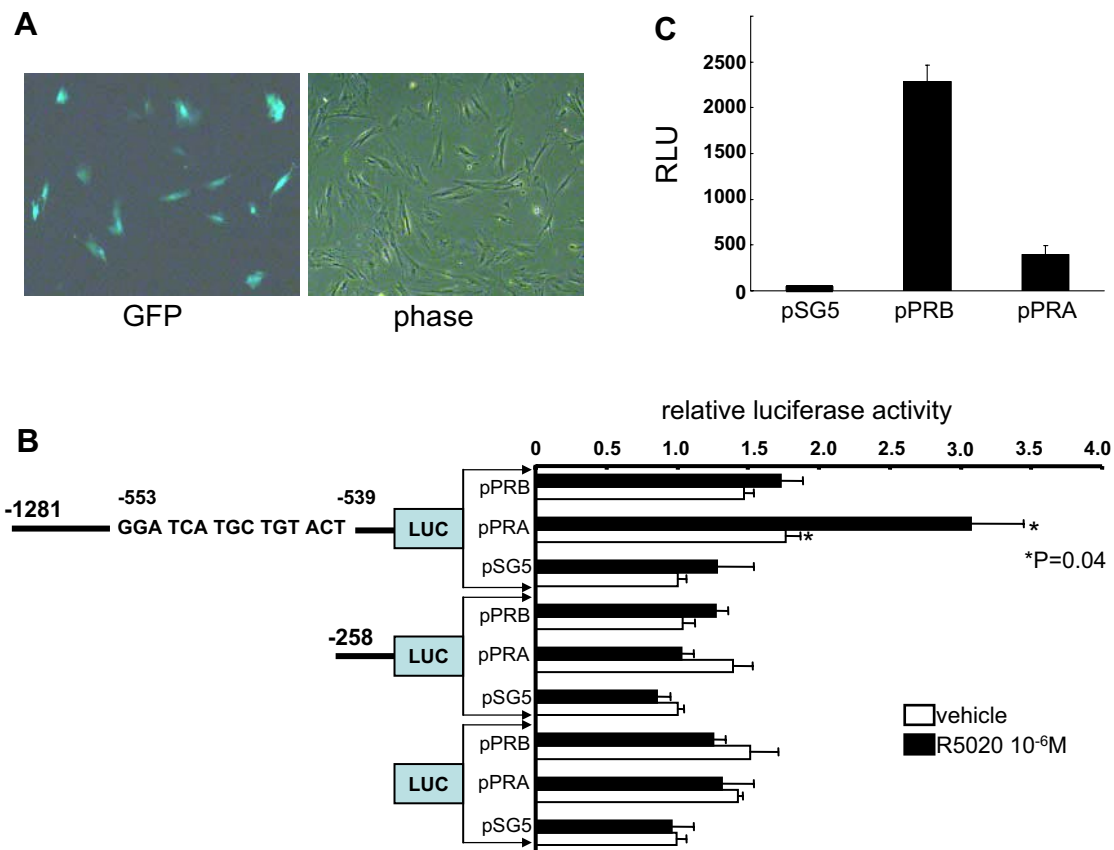 A
GFP
phase
C
RLU
2500
2000
1500
1000
500
0
pSG5 pPRB pPRA
B
relative luciferase activity
0 0.5 1.0 1.5 2.0 2.5 3.0 3.5 4.0
-1281
-553
GGA TCA TGC TGT ACT
-539
LUC
pPRB
pPRA
*
*
*P=0.04
pSG5
-258
LUC
pPRB
pPRA
pSG5
LUC
pPRB
pPRA
pSG5
vehicle
R5020 10⁻⁶M